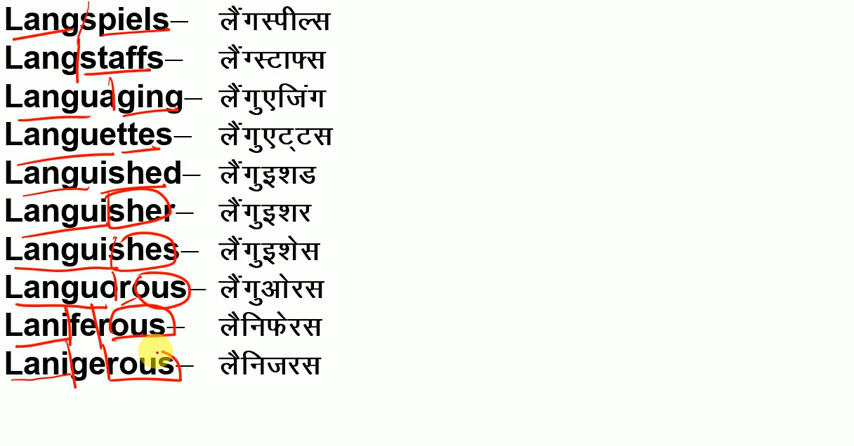 Langspiels– लैंगस्पील्स
Langstaffs– लैंग्स्टाफ्स
Languaging– लैंगुएजिंग
Languettes– लैंगुएट्टस
Languished– लैंगुइशड
Languisher– लैंगुइशर
Languishes– लैंगुइशेस
Languorous– लैंगुओरस
Laniferous– लैनिफेरस
Lanigerous– लैनिजरस